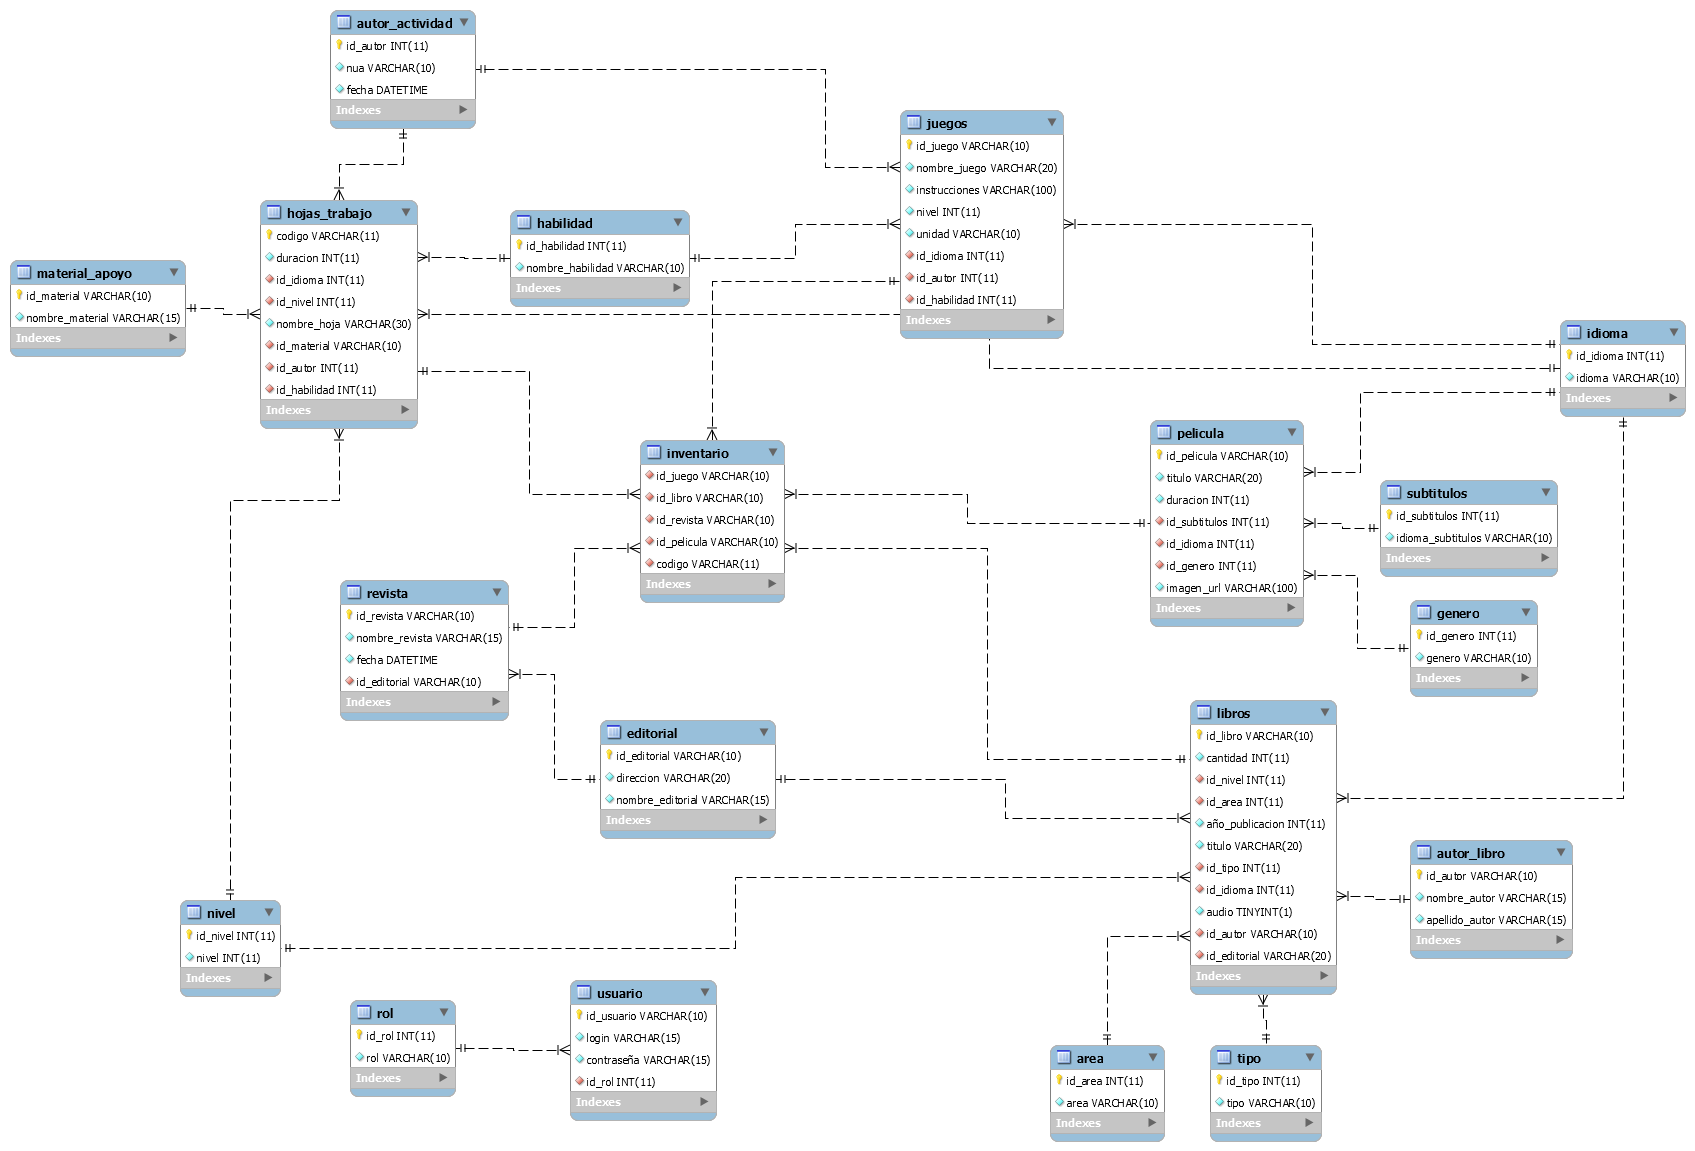 autor_actividad
id_autor INT(11)
nua VARCHAR(10)
fecha DATETIME
Indexes
juegos
id_juego VARCHAR(10)
nombre_juego VARCHAR(20)
instrucciones VARCHAR(100)
nivel INT(11)
unidad VARCHAR(10)
id_idioma INT(11)
id_autor INT(11)
id_habilidad INT(11)
Indexes
hojas_trabajo
codigo VARCHAR(11)
duracion INT(11)
id_idioma INT(11)
id_nivel INT(11)
nombre_hoja VARCHAR(30)
id_material VARCHAR(10)
id_autor INT(11)
id_habilidad INT(11)
Indexes
habilidad
id_habilidad INT(11)
nombre_habilidad VARCHAR(10)
Indexes
material_apoyo
id_material VARCHAR(10)
nombre_material VARCHAR(15)
Indexes
idioma
id_idioma INT(11)
idioma VARCHAR(10)
Indexes
pelicula
id_pelicula VARCHAR(10)
titulo VARCHAR(20)
duracion INT(11)
id_subtitulos INT(11)
id_idioma INT(11)
id_genero INT(11)
imagen_url VARCHAR(100)
Indexes
inventario
id_juego VARCHAR(10)
id_libro VARCHAR(10)
id_revista VARCHAR(10)
id_pelicula VARCHAR(10)
codigo VARCHAR(11)
Indexes
subtitulos
id_subtitulos INT(11)
idioma_subtitulos VARCHAR(10)
Indexes
revista
id_revista VARCHAR(10)
nombre_revista VARCHAR(15)
fecha DATETIME
id_editorial VARCHAR(10)
Indexes
genero
id_genero INT(11)
genero VARCHAR(10)
Indexes
editorial
id_editorial VARCHAR(10)
direccion VARCHAR(20)
nombre_editorial VARCHAR(15)
Indexes
libros
id_libro VARCHAR(10)
cantidad INT(11)
id_nivel INT(11)
id_area INT(11)
año_publicacion INT(11)
titulo VARCHAR(20)
id_tipo INT(11)
id_idioma INT(11)
audio TINYINT(1)
id_autor VARCHAR(10)
id_editorial VARCHAR(20)
Indexes
autor_libro
id_autor VARCHAR(10)
nombre_autor VARCHAR(15)
apellido_autor VARCHAR(15)
Indexes
nivel
id_nivel INT(11)
nivel INT(11)
Indexes
rol
id_rol INT(11)
rol VARCHAR(10)
Indexes
usuario
id_usuario VARCHAR(10)
login VARCHAR(15)
contraseña VARCHAR(15)
id_rol INT(11)
Indexes
area
id_area INT(11)
area VARCHAR(10)
Indexes
tipo
id_tipo INT(11)
tipo VARCHAR(10)
Indexes